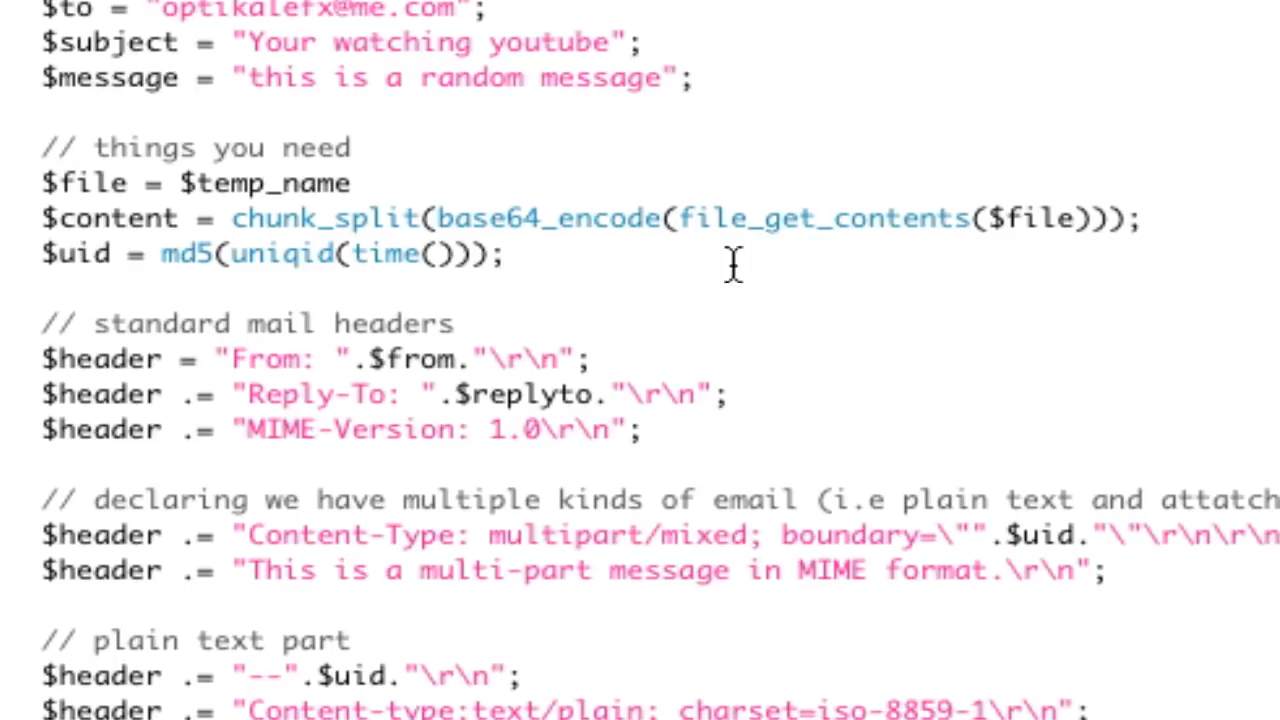 $to = "optikalefx@me.com";
$subject = "Your watching youtube";
$message = "this is a random message";
// things you need
$file = $temp_name
$content = chunk_split(base64_encode(file_get_contents($file)));
$uid = md5(uniqid(time()));
// standard mail headers
$header = "From: ".$from."\r\n";
$header .= "Reply-To: ".$replyto."\r\n";
$header .= "MIME-Version: 1.0\r\n";
// declaring we have multiple kinds of email (i.e plain text and attatch
$header .= "Content-Type: multipart/mixed; boundary=\"".$uid."\"\r\n\r\n
$header .= "This is a multi-part message in MIME format.\r\n";
// plain text part
$header .= "--".$uid."\r\n";
$header .= "Content-type:text/plain; charset=iso-8859-1\r\n";